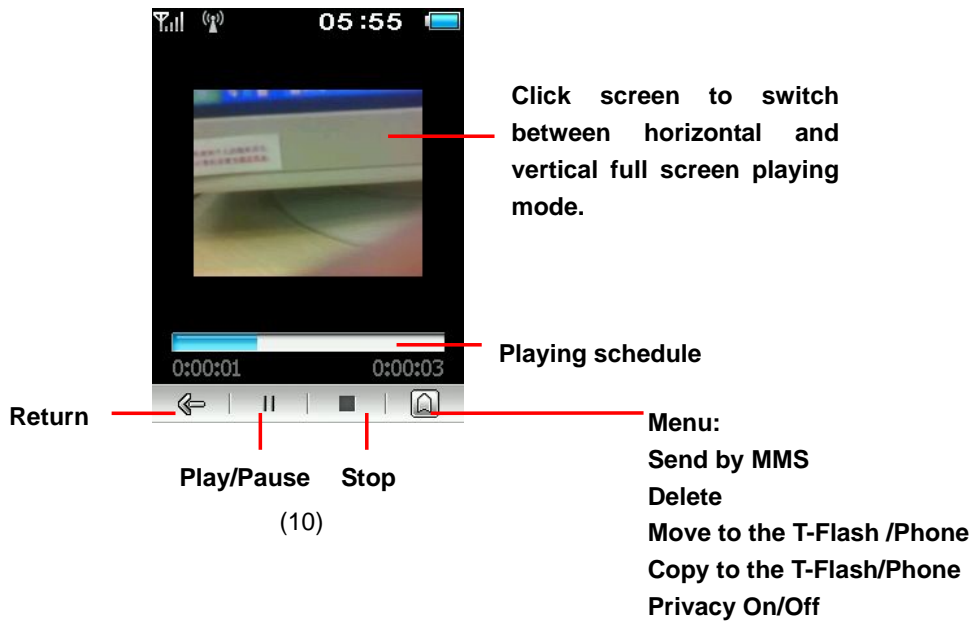 05:55
Click screen to switch
between horizontal and
vertical full screen playing
mode.
Playing schedule
0:00:01 0:00:03
Return
Play/Pause Stop
(10)
Menu:
Send by MMS
Delete
Move to the T-Flash /Phone
Copy to the T-Flash/Phone
Privacy On/Off